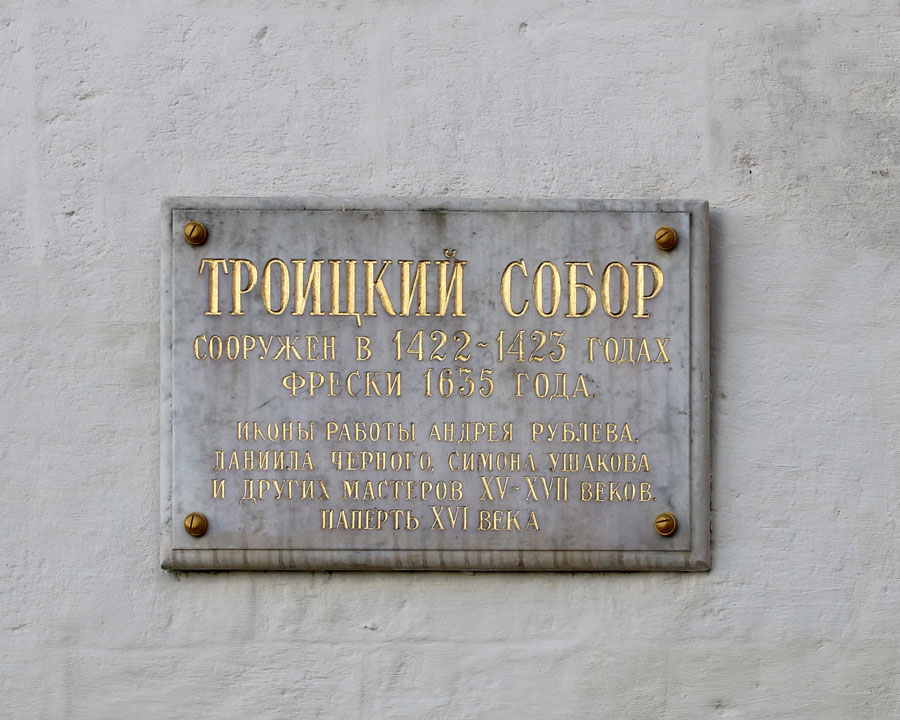 ТРОИЦКИЙ СОБОР
СООРУЖЕН В 1422-1423 ГОДАХ
ФРЕСКИ 1635 ГОДА.
ИКОНЫ РАБОТЫ АНДРЕЯ РУБЛЕВА,
ДАНИИЛА ЧЕРНОГО, СИМОНА УШАКОВА
И ДРУГИХ МАСТЕРОВ XV-XVII ВЕКОВ.
ПАПЕРТЬ XVI ВЕКА